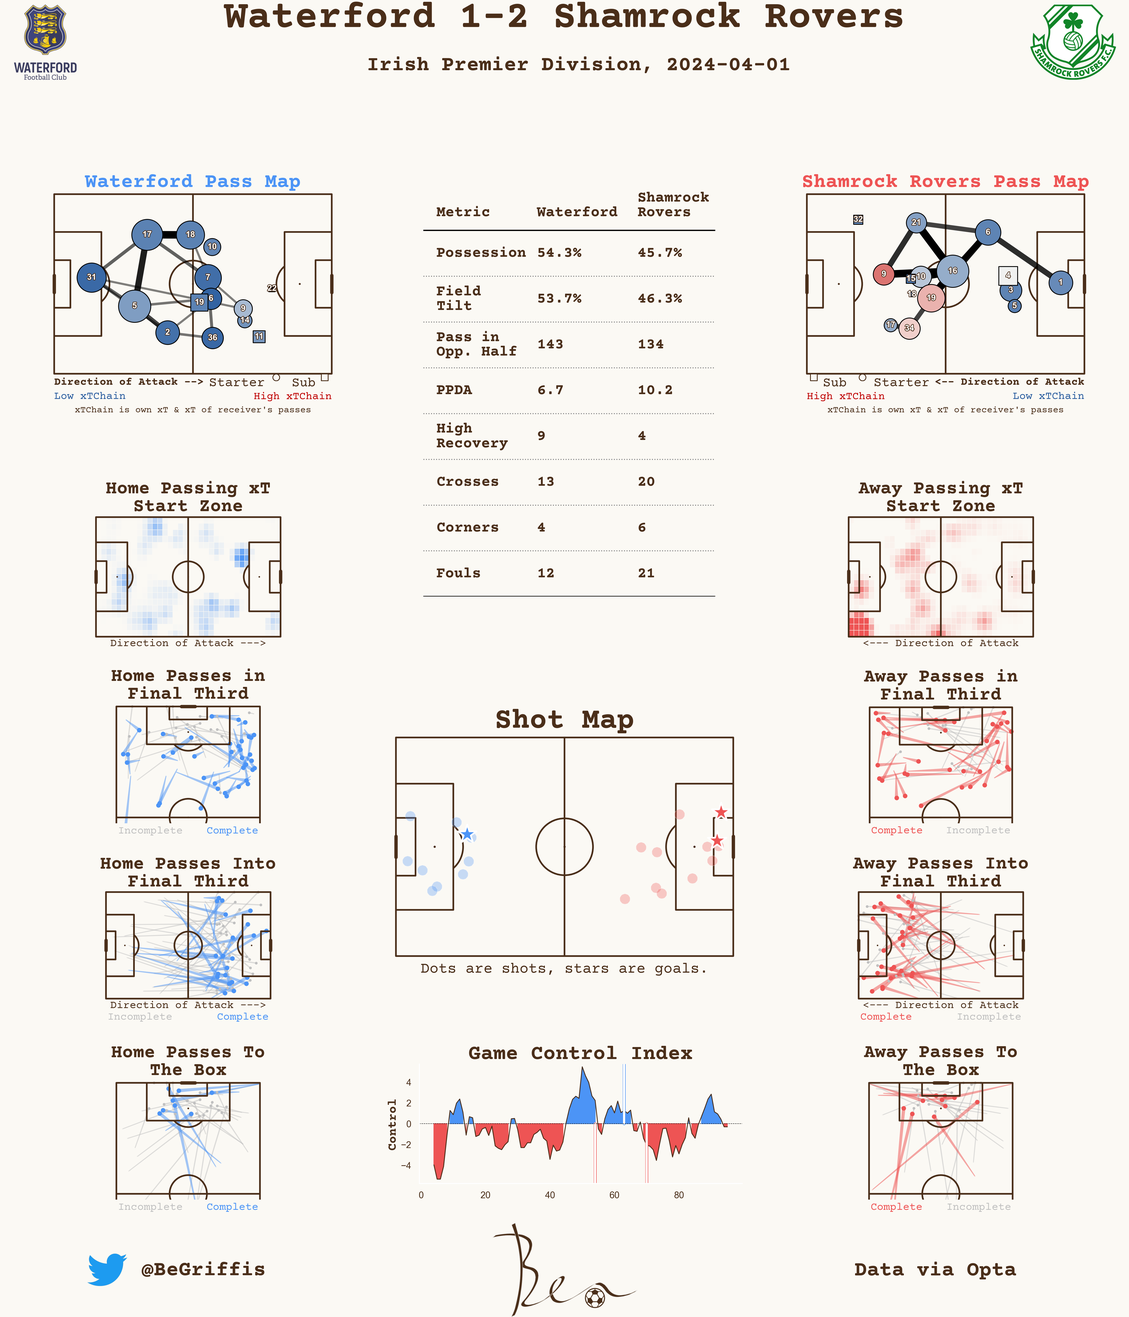 Waterford 1-2 Shamrock Rovers
Irish Premier Division, 2024-04-01
WATERFORD
Football Club
SHAMROCK ROVERS F.C.
Waterford Pass Map
17
18
10
31
7
22
5
19
6
9
14
2
36
11
Direction of Attack --> Starter Sub
Low xTChain High xTChain
xTChain is own xT & xT of receiver's passes
Metric Waterford Shamrock Rovers
Possession 54.3% 45.7%
Field Tilt 53.7% 46.3%
Pass in Opp. Half 143 134
PPDA 6.7 10.2
High Recovery 9 4
Crosses 13 20
Corners 4 6
Fouls 12 21
Shamrock Rovers Pass Map
32
21
6
9
15
10
16
4
1
3
18
19
5
17
34
Sub Starter <-- Direction of Attack
High xTChain Low xTChain
xTChain is own xT & xT of receiver's passes
Home Passing xT
Start Zone
Direction of Attack --->
Away Passing xT
Start Zone
<--- Direction of Attack
Home Passes in
Final Third
Incomplete Complete
Away Passes in
Final Third
Complete Incomplete
Shot Map
Dots are shots, stars are goals.
Home Passes Into
Final Third
Direction of Attack --->
Incomplete Complete
Away Passes Into
Final Third
<--- Direction of Attack
Complete Incomplete
Home Passes To
The Box
Incomplete Complete
Game Control Index
Control
4
2
0
−2
−4
0 20 40 60 80
Away Passes To
The Box
Complete Incomplete
@BeGriffis
Bea
Data via Opta